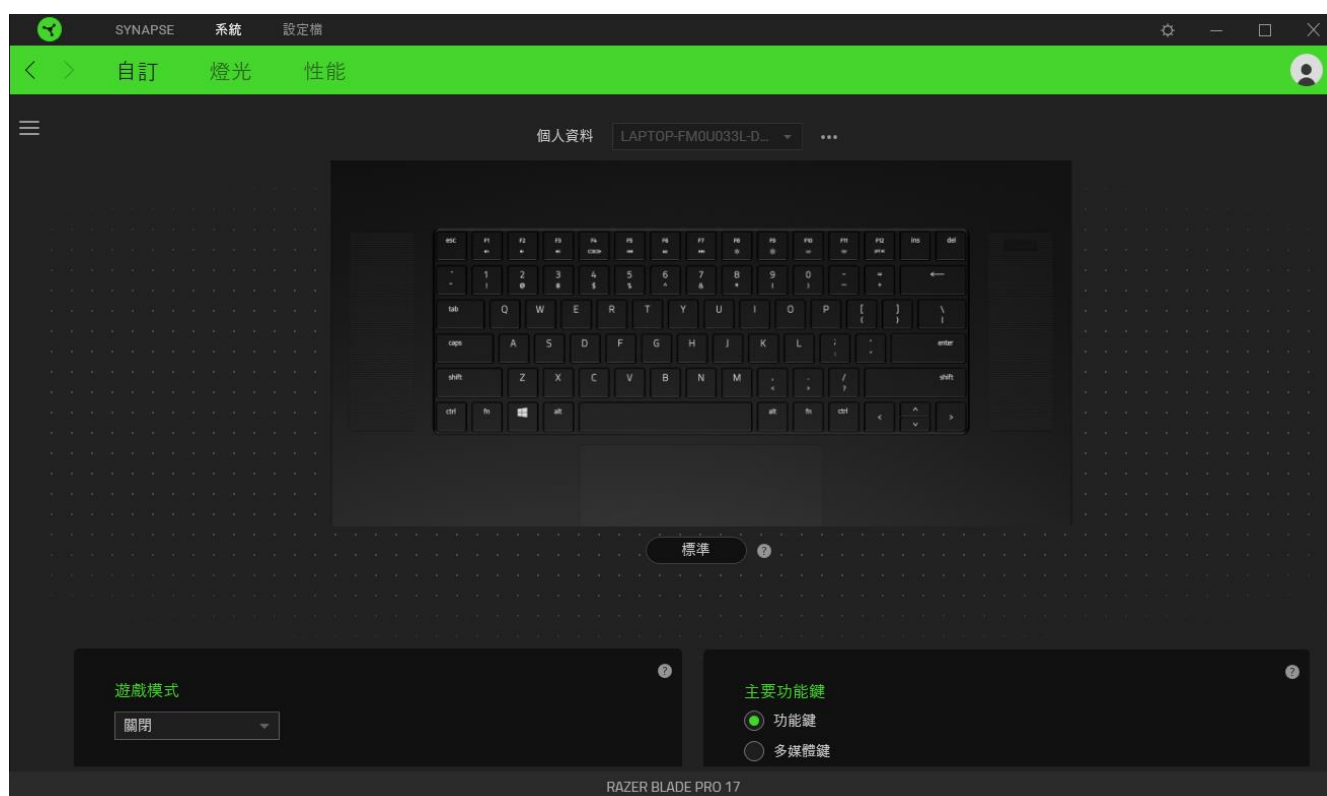 SYNAPSE 系統 設定檔
自訂 燈光 性能
個人資料 LAPTOP-FM0U033L-D... 
esc F1 F2 F3 F4 F5 F6 F7 F8 F9 F10 F11 F12 ins del
1 2 3 4 5 6 7 8 9 0
tab Q W E R T Y U I O P [ ] \
caps A S D F G H J K L ; enter
shift Z X C V B N M / shift
ctrl fn alt alt fn ctrl
標準 ?
? ?
遊戲模式 主要功能鍵
關閉 功能鍵
多媒體鍵
RAZER BLADE PRO 17